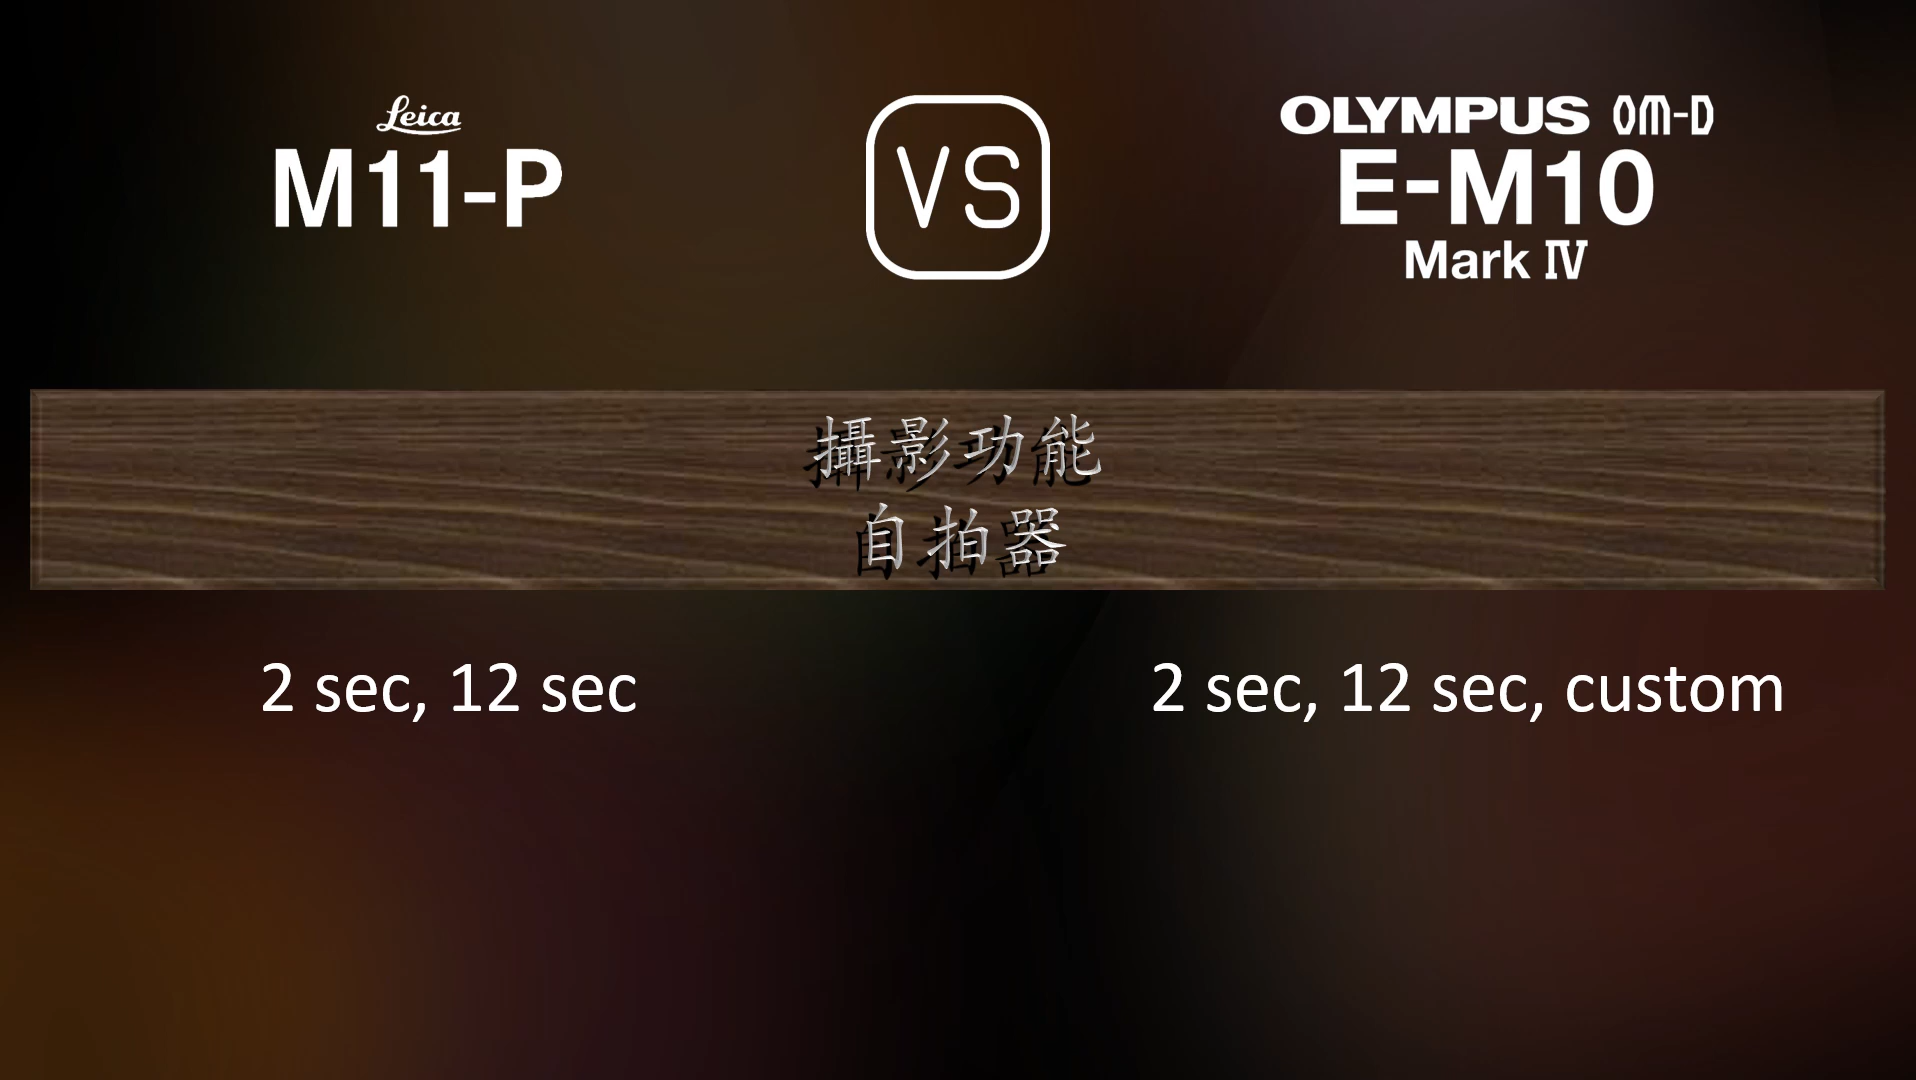 Leica
M11-P
VS
OLYMPUS OM-D
E-M10
Mark IV
攝影功能
自拍器
2 sec, 12 sec
2 sec, 12 sec, custom